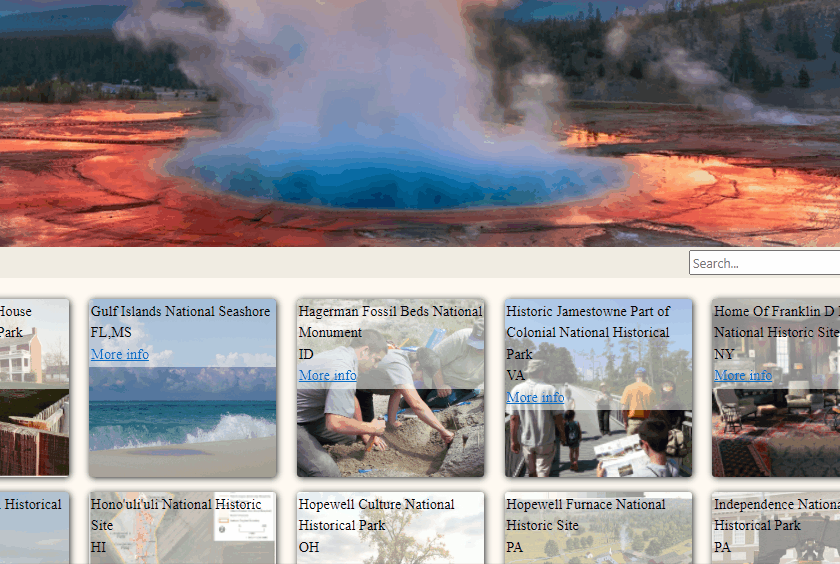 Search...
House
Park
Gulf Islands National Seashore
FL,MS
More info
Hagerman Fossil Beds National
Monument
ID
More info
Historic Jamestowne Part of
Colonial National Historical
Park
VA
More info
Home Of Franklin D
National Historic Site
NY
More info
Historical
Hono'uli'uli National Historic
Site
HI
Hopewell Culture National
Historical Park
OH
Hopewell Furnace National
Historic Site
PA
Independence Nationa
Historical Park
PA